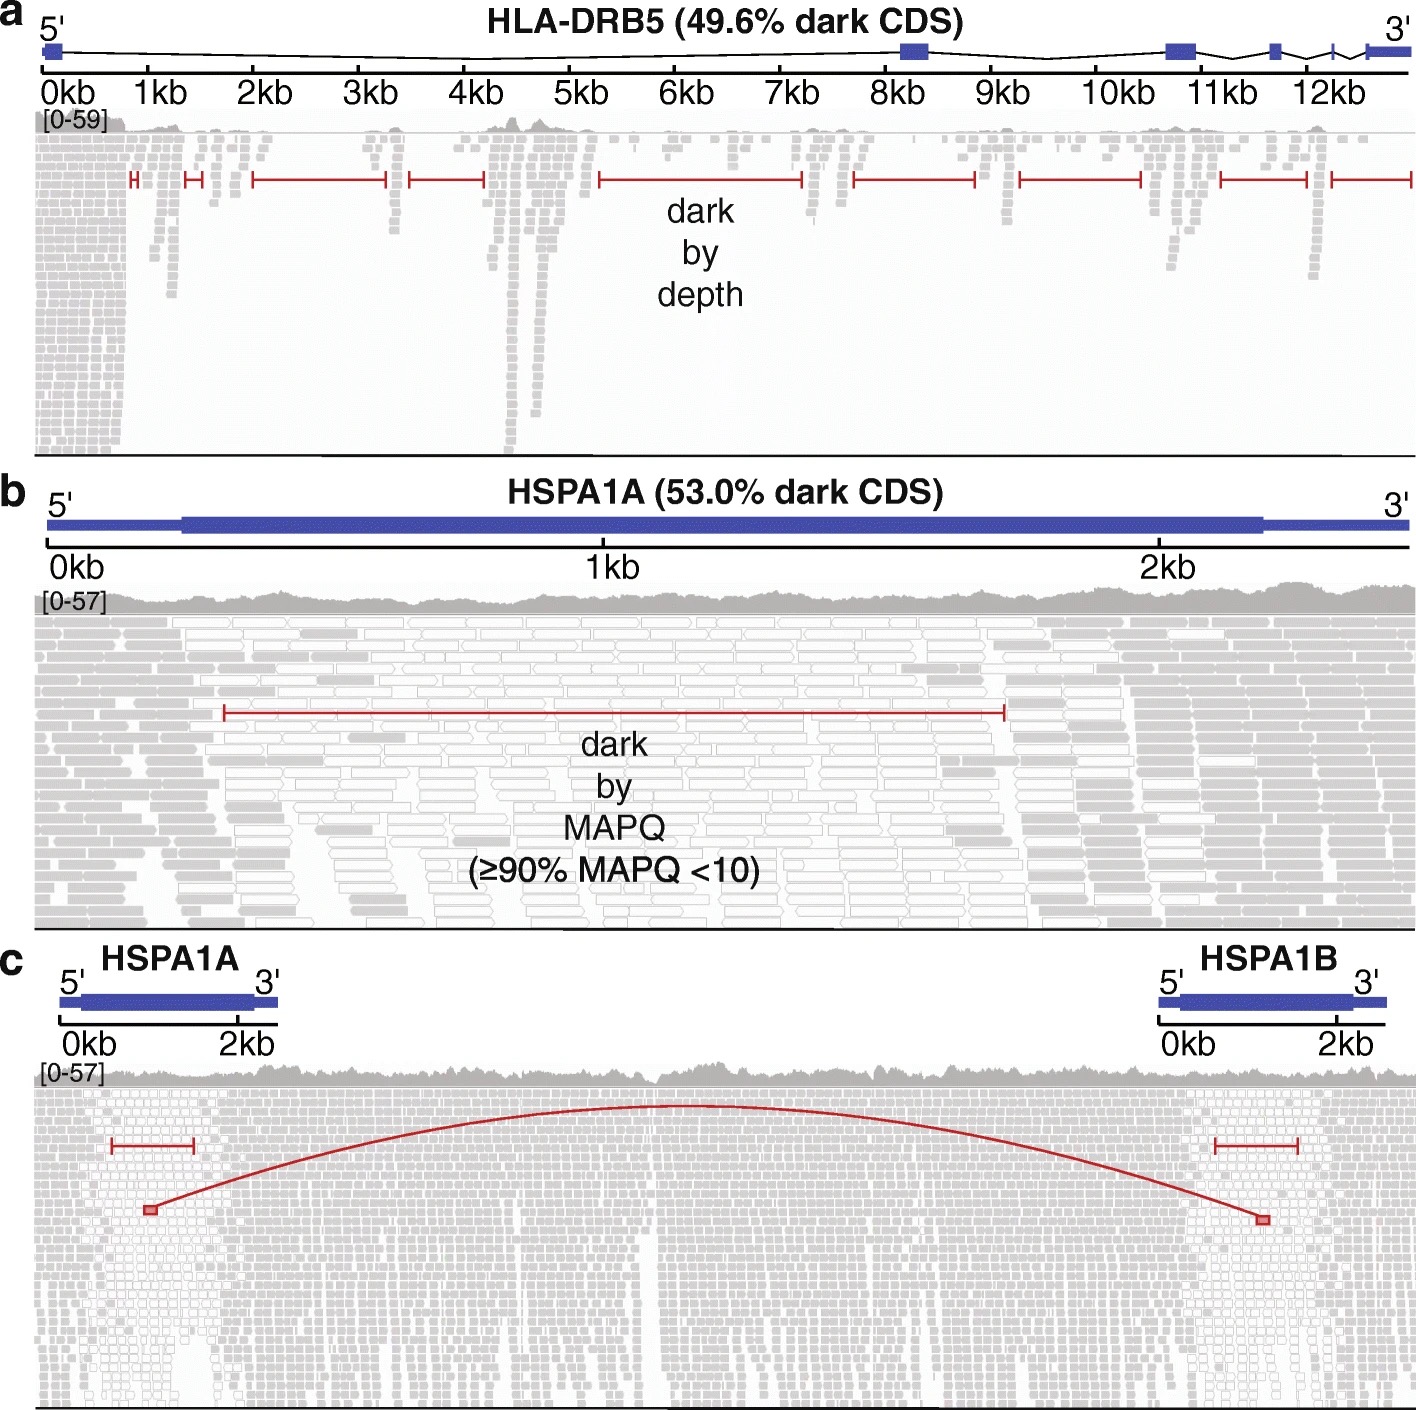 a
HLA-DRB5 (49.6% dark CDS)
5' 3'
0kb 1kb 2kb 3kb 4kb 5kb 6kb 7kb 8kb 9kb 10kb 11kb 12kb
[0-59]
dark
by
depth
b
HSPA1A (53.0% dark CDS)
5' 3'
0kb 1kb 2kb
[0-57]
dark
by
MAPQ
(≥90% MAPQ <10)
c
HSPA1A HSPA1B
5' 3' 5' 3'
0kb 2kb 0kb 2kb
[0-57]